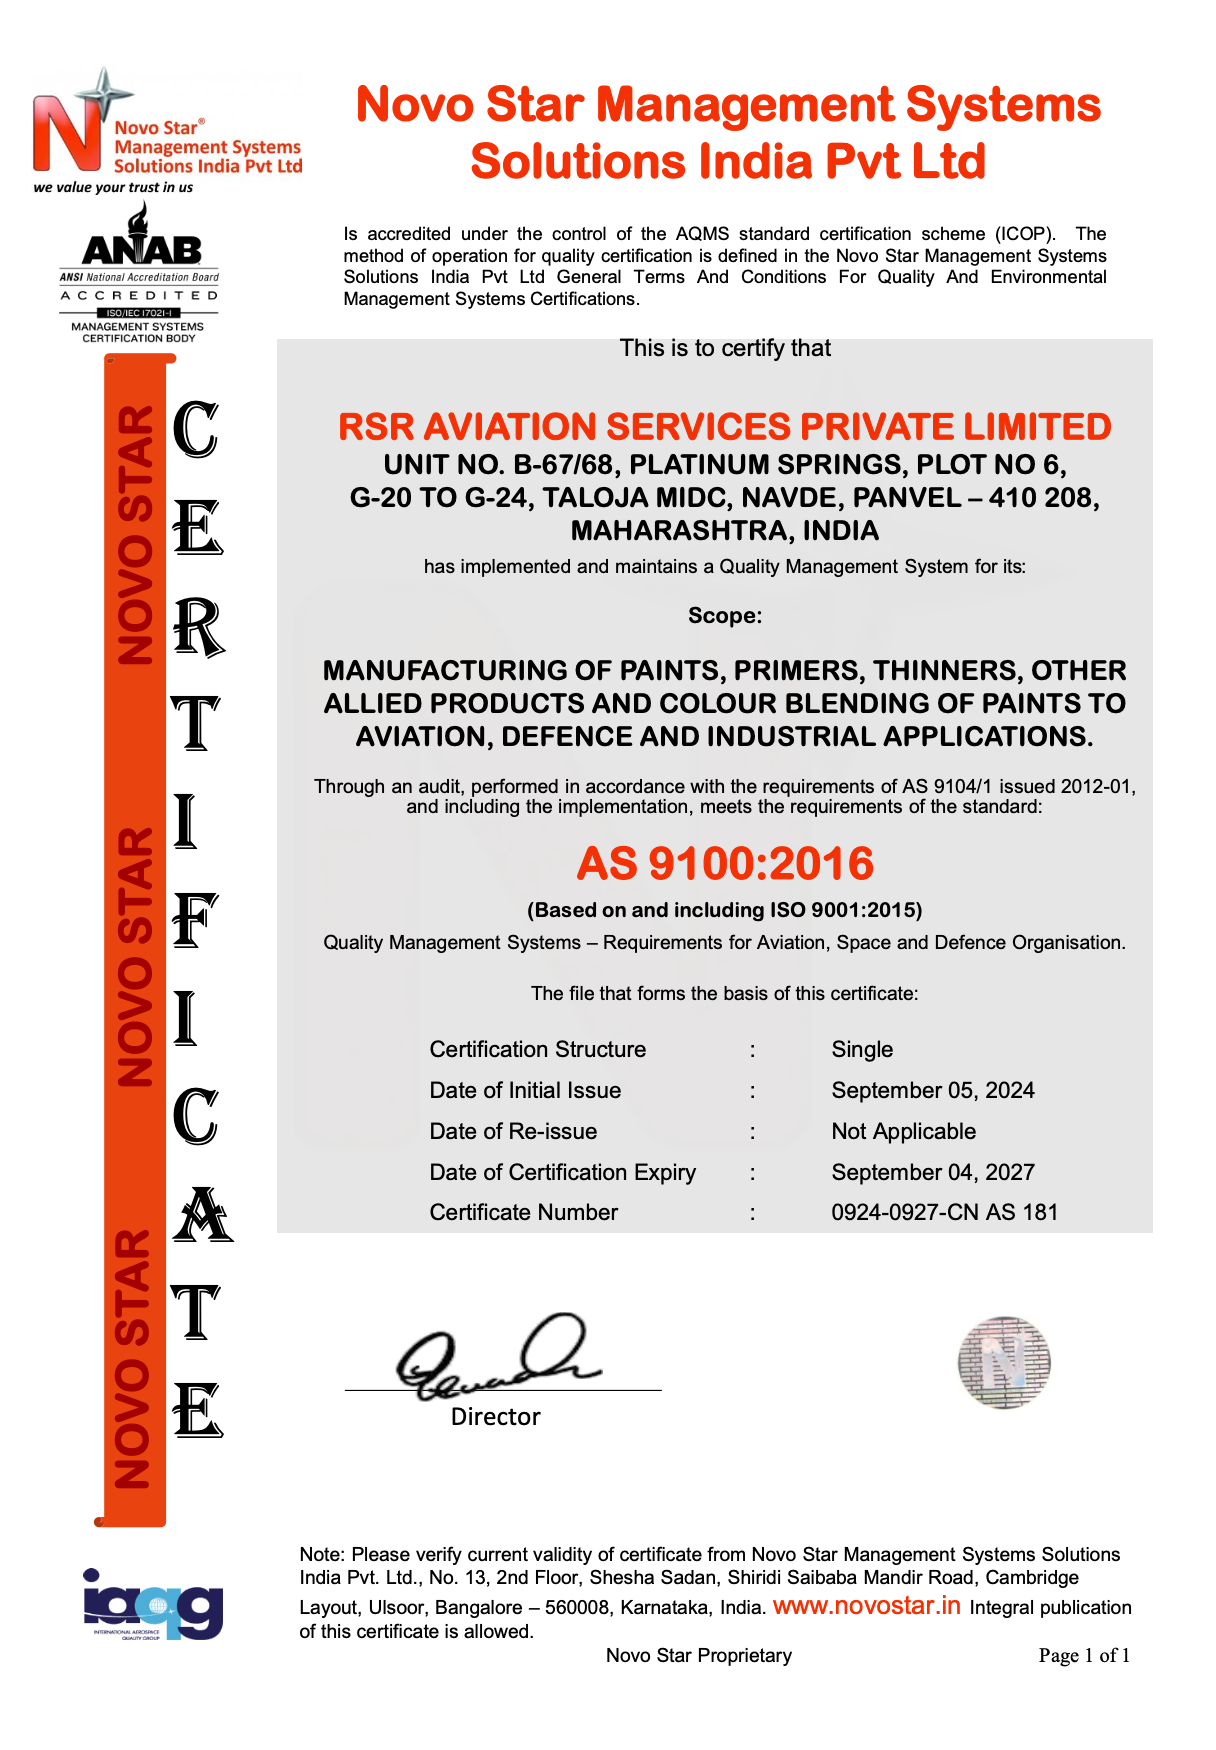 Novo Star®
Management Systems
Solutions India Pvt Ltd
we value your trust in us
Novo Star Management Systems
Solutions India Pvt Ltd
ANAB
ANSI National Accreditation Board
ACCREDITED
ISO/IEC 17021-1
MANAGEMENT SYSTEMS
CERTIFICATION BODY
Is accredited under the control of the AQMS standard certification scheme (ICOP). The
method of operation for quality certification is defined in the Novo Star Management Systems
Solutions India Pvt Ltd General Terms And Conditions For Quality And Environmental
Management Systems Certifications.
NOVO STAR
NOVO STAR
NOVO STAR
CERTIFICATE
This is to certify that
RSR AVIATION SERVICES PRIVATE LIMITED
UNIT NO. B-67/68, PLATINUM SPRINGS, PLOT NO 6,
G-20 TO G-24, TALOJA MIDC, NAVDE, PANVEL – 410 208,
MAHARASHTRA, INDIA
has implemented and maintains a Quality Management System for its:
Scope:
MANUFACTURING OF PAINTS, PRIMERS, THINNERS, OTHER
ALLIED PRODUCTS AND COLOUR BLENDING OF PAINTS TO
AVIATION, DEFENCE AND INDUSTRIAL APPLICATIONS.
Through an audit, performed in accordance with the requirements of AS 9104/1 issued 2012-01,
and including the implementation, meets the requirements of the standard:
AS 9100:2016
(Based on and including ISO 9001:2015)
Quality Management Systems – Requirements for Aviation, Space and Defence Organisation.
The file that forms the basis of this certificate:
Certification Structure : Single
Date of Initial Issue : September 05, 2024
Date of Re-issue : Not Applicable
Date of Certification Expiry : September 04, 2027
Certificate Number : 0924-0927-CN AS 181
Director
N
iaqg
INTERNATIONAL AEROSPACE
QUALITY GROUP
Note: Please verify current validity of certificate from Novo Star Management Systems Solutions
India Pvt. Ltd., No. 13, 2nd Floor, Shesha Sadan, Shiridi Saibaba Mandir Road, Cambridge
Layout, Ulsoor, Bangalore – 560008, Karnataka, India. www.novostar.in Integral publication
of this certificate is allowed.
Novo Star Proprietary
Page 1 of 1